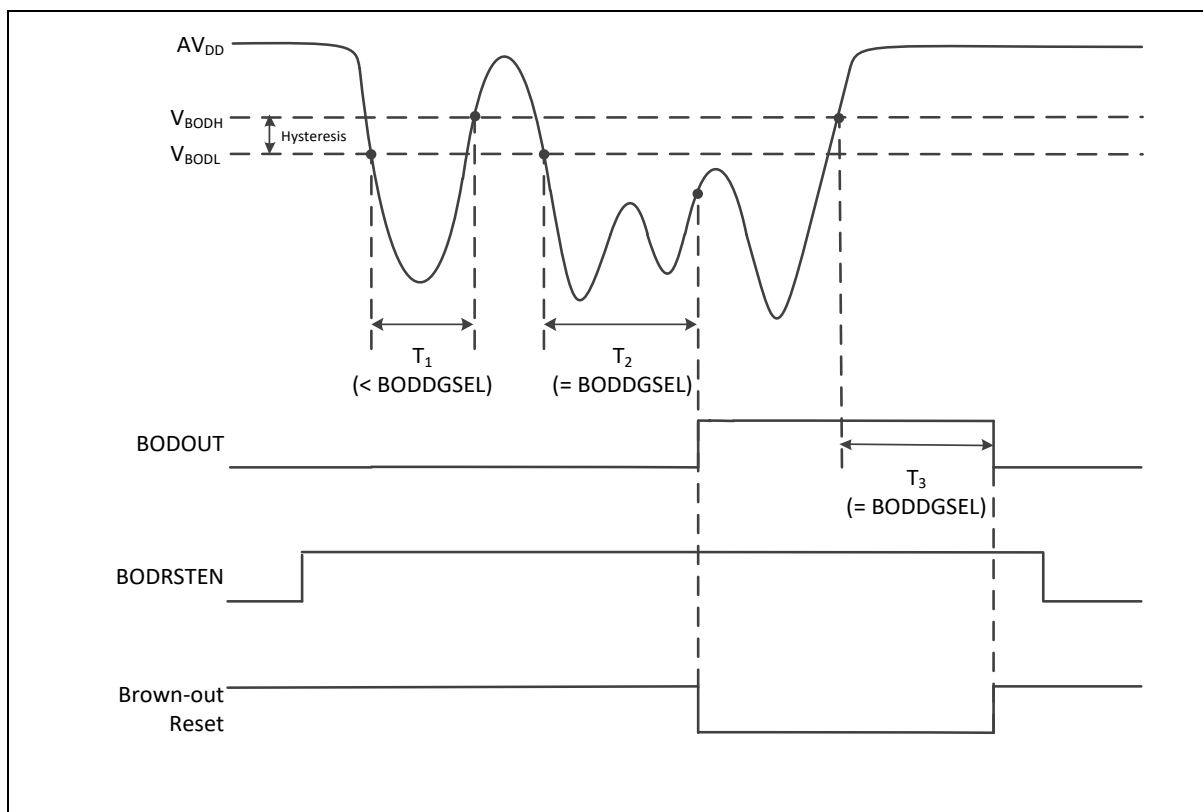 AVDD
VBODH
Hysteresis
VBODL
T1
(< BODDGSEL)
T2
(= BODDGSEL)
BODOUT
T3
(= BODDGSEL)
BODRSTEN
Brown-out
Reset